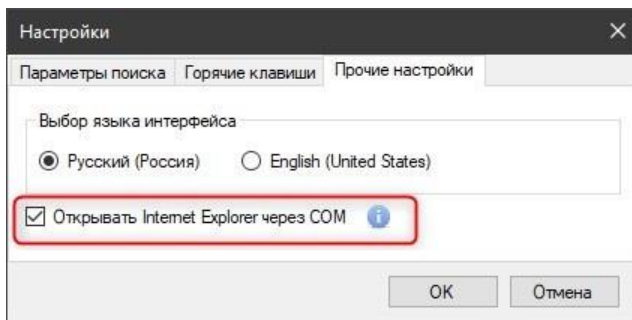 Настройки
Параметры поиска Горячие клавиши Прочие настройки
Выбор языка интерфейса
Русский (Россия) English (United States)
Открывать Internet Explorer через COM
OK Отмена